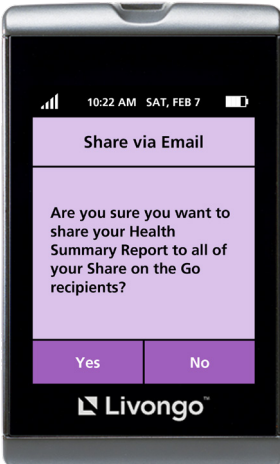 10:22 AM SAT, FEB 7
Share via Email
Are you sure you want to
share your Health
Summary Report to all of
your Share on the Go
recipients?
Yes No
Livongo™